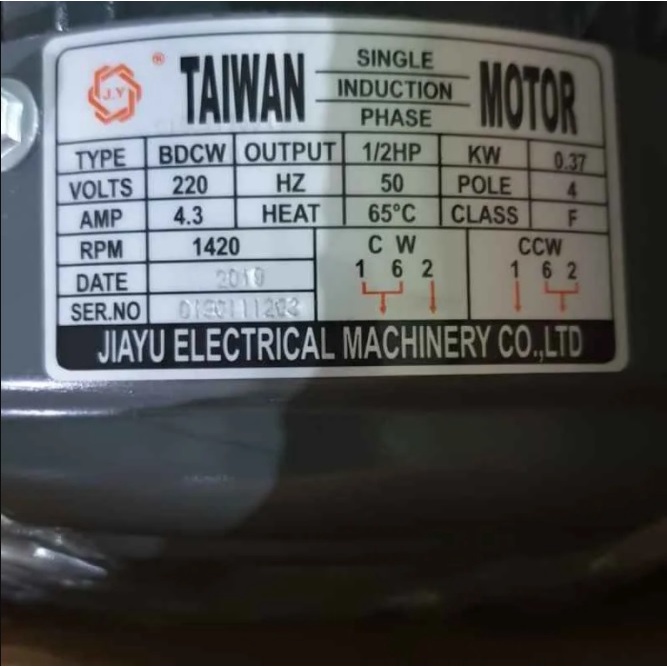 J.Y ® TAIWAN SINGLE INDUCTION PHASE MOTOR
TYPE BDCW OUTPUT 1/2HP KW 0.37
VOLTS 220 HZ 50 POLE 4
AMP 4.3 HEAT 65°C CLASS F
RPM 1420 C W CCW
1 6 2 1 6 2
DATE 2019
SER.NO
JIAYU ELECTRICAL MACHINERY CO.,LTD